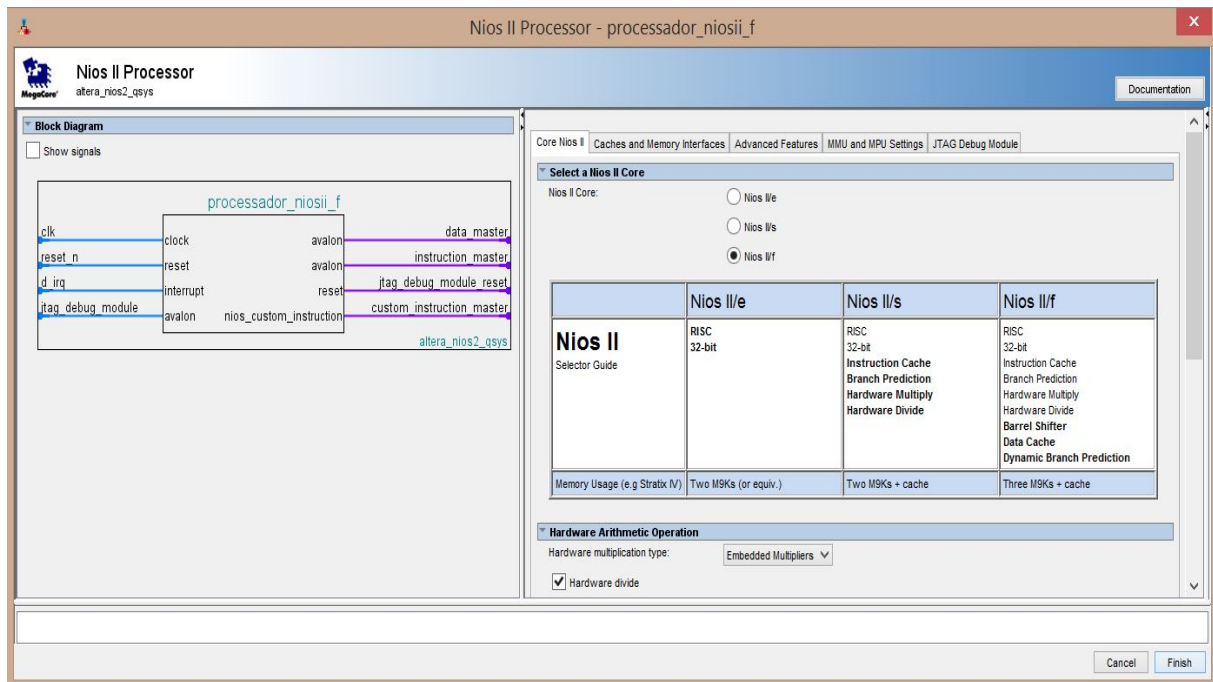 Nios II Processor - processador_niosii_f
x
MegaCore'
Nios II Processor
altera_nios2_qsys
Documentation
Block Diagram
Show signals
processador_niosii_f
clk
clock
avalon
data_master
reset_n
reset
avalon
instruction_master
d_irq
interrupt
reset
jtag_debug_module_reset
jtag_debug_module
avalon
nios_custom_instruction
custom_instruction_master
altera_nios2_qsys
Core Nios II
Caches and Memory Interfaces
Advanced Features
MMU and MPU Settings
JTAG Debug Module
Select a Nios II Core
Nios II Core:
Nios II/e
Nios II/s
Nios II/f
Nios II/e
Nios II/s
Nios II/f
Nios II
Selector Guide
RISC
32-bit
RISC
32-bit
Instruction Cache
Branch Prediction
Hardware Multiply
Hardware Divide
RISC
32-bit
Instruction Cache
Branch Prediction
Hardware Multiply
Hardware Divide
Barrel Shifter
Data Cache
Dynamic Branch Prediction
Memory Usage (e.g Stratix IV)
Two M9Ks (or equiv.)
Two M9Ks + cache
Three M9Ks + cache
Hardware Arithmetic Operation
Hardware multiplication type:
Embedded Multipliers
Hardware divide
Cancel
Finish